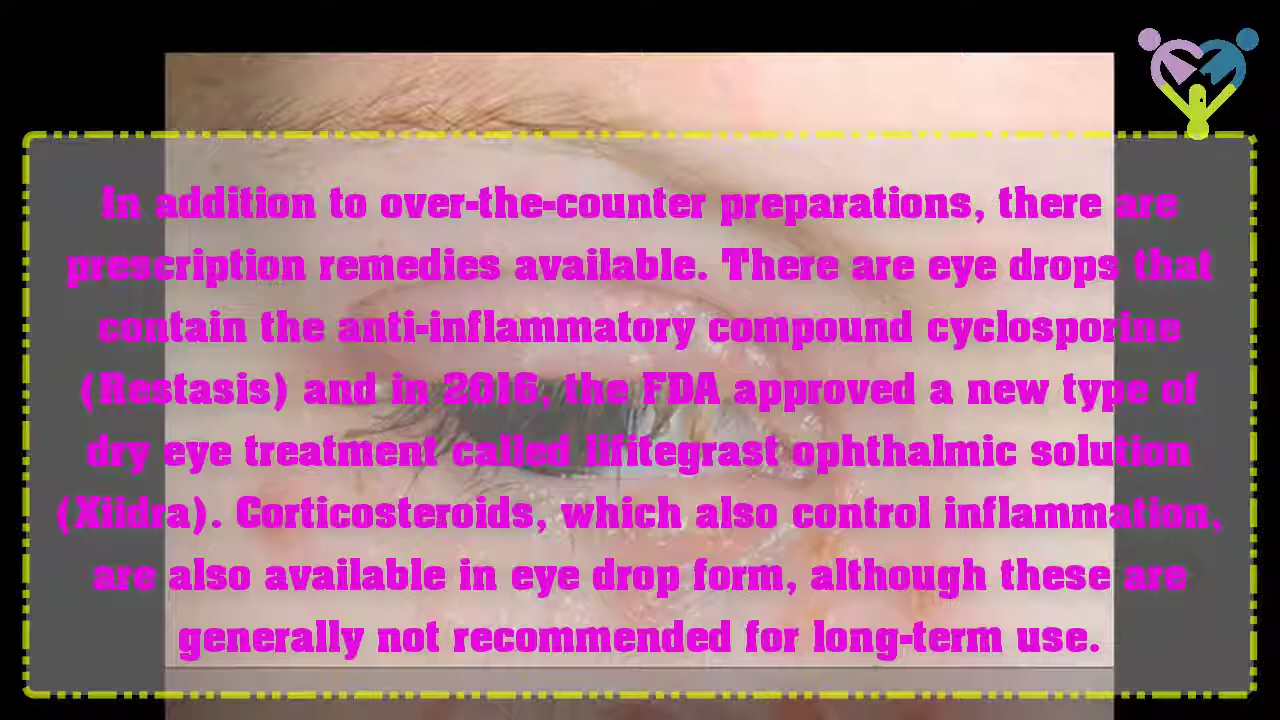 In addition to over-the-counter preparations, there are
prescription remedies available. There are eye drops that
contain the anti-inflammatory compound cyclosporine
(Restasis) and in 2016, the FDA approved a new type of
dry eye treatment called lifitegrast ophthalmic solution
(Xiidra). Corticosteroids, which also control inflammation,
are also available in eye drop form, although these are
generally not recommended for long-term use.